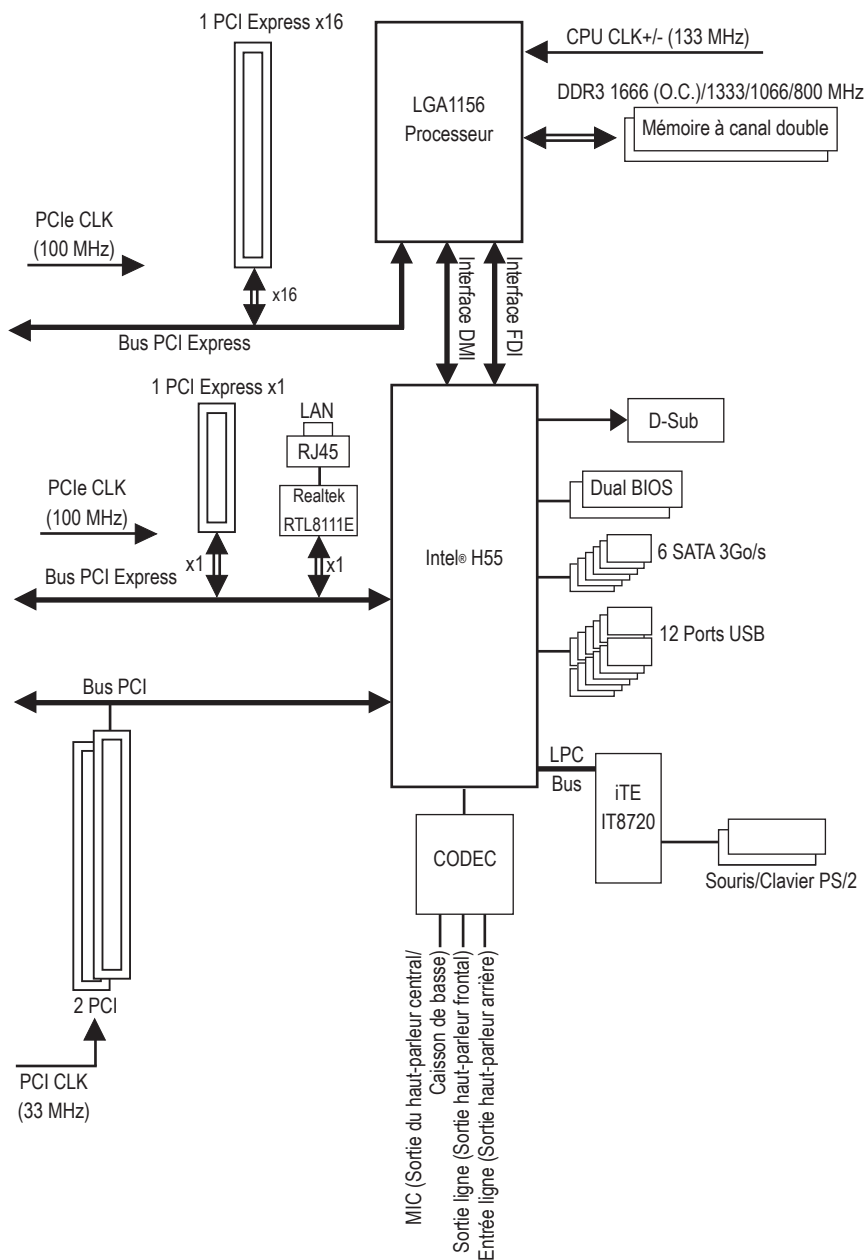 1 PCI Express x16
CPU CLK+/- (133 MHz)
LGA1156
Processeur
DDR3 1666 (O.C.)/1333/1066/800 MHz
Mémoire à canal double
PCIe CLK
(100 MHz)
x16
Bus PCI Express
Interface DMI
Interface FDI
1 PCI Express x1
LAN
RJ45
Realtek
RTL8111E
PCIe CLK
(100 MHz)
x1
x1
Bus PCI Express
Intel® H55
D-Sub
Dual BIOS
6 SATA 3Go/s
12 Ports USB
Bus PCI
LPC
Bus
iTE
IT8720
Souris/Clavier PS/2
CODEC
2 PCI
PCI CLK
(33 MHz)
MIC (Sortie du haut-parleur central/
Caisson de basse)
Sortie ligne (Sortie haut-parleur frontal)
Entrée ligne (Sortie haut-parleur arrière)